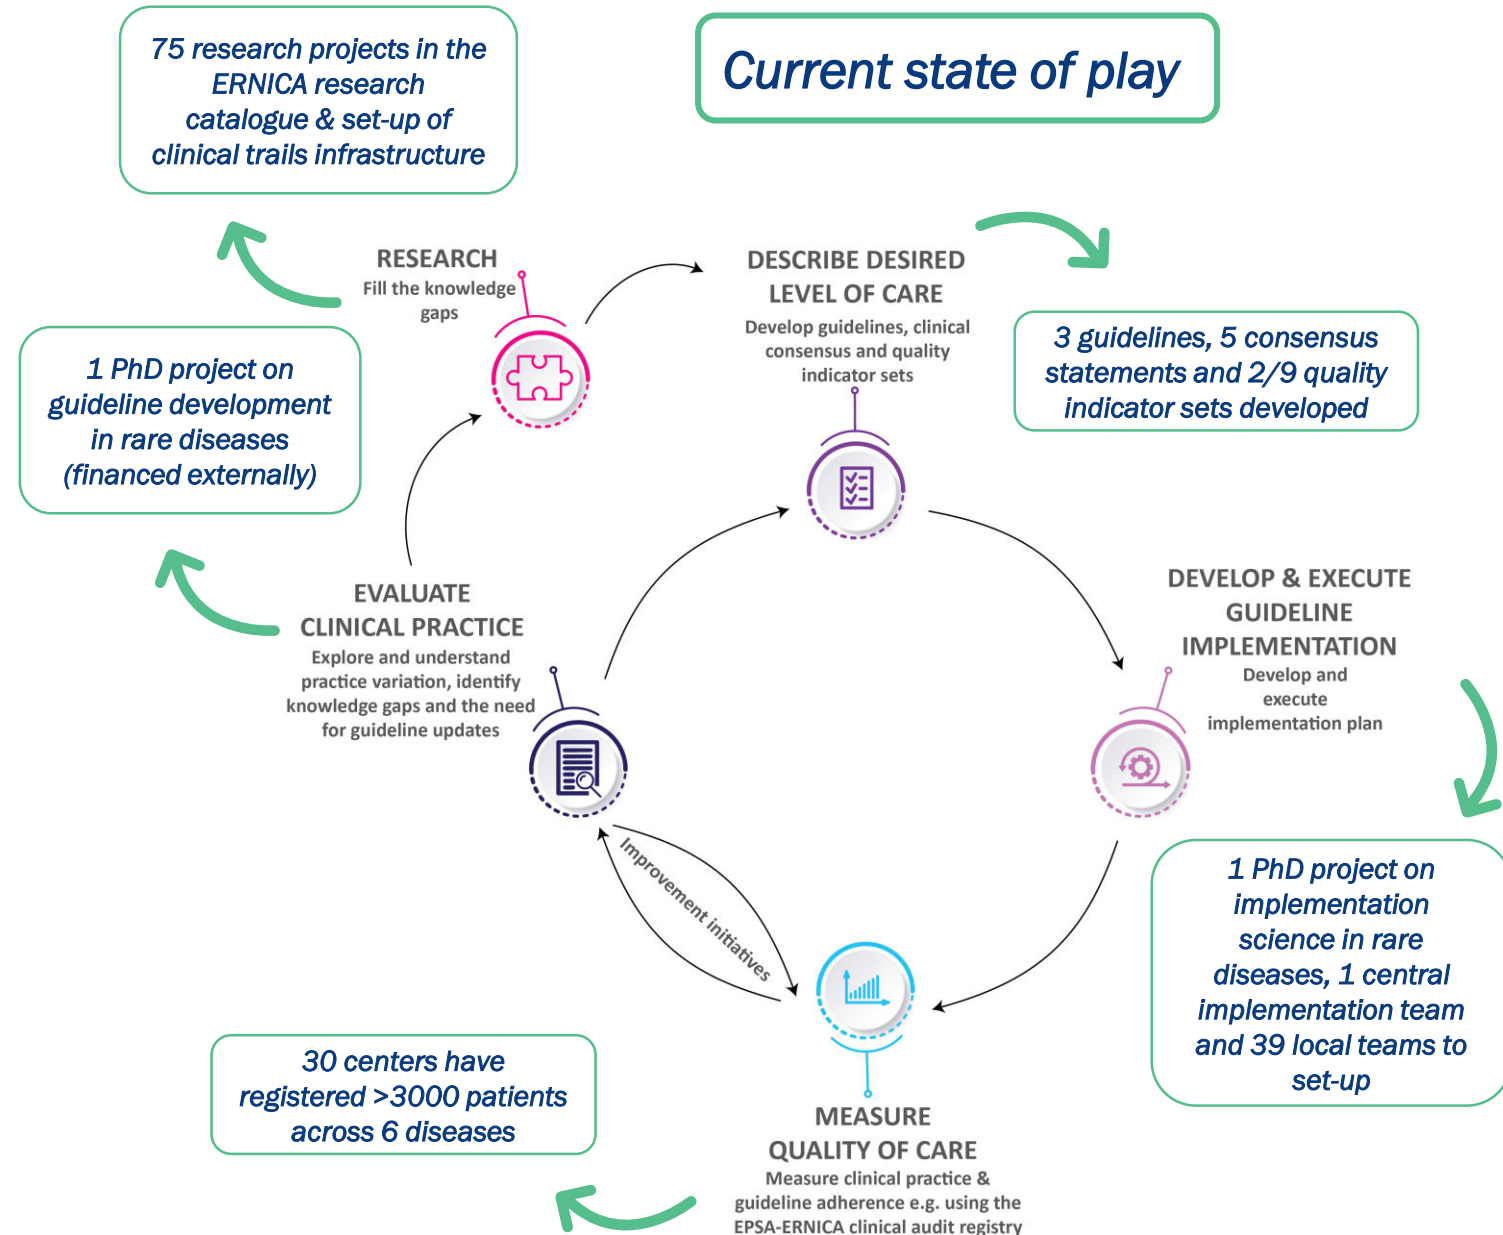 75 research projects in the
ERNICA research
catalogue & set-up of
clinical trails infrastructure
Current state of play
RESEARCH
Fill the knowledge
gaps
DESCRIBE DESIRED
LEVEL OF CARE
Develop guidelines, clinical
consensus and quality
indicator sets
3 guidelines, 5 consensus
statements and 2/9 quality
indicator sets developed
1 PhD project on
guideline development
in rare diseases
(financed externally)
EVALUATE
CLINICAL PRACTICE
Explore and understand
practice variation, identify
knowledge gaps and the need
for guideline updates
DEVELOP & EXECUTE
GUIDELINE
IMPLEMENTATION
Develop and
execute
implementation plan
1 PhD project on
implementation
science in rare
diseases, 1 central
implementation team
and 39 local teams to
set-up
Improvement initiatives
30 centers have
registered >3000 patients
across 6 diseases
MEASURE
QUALITY OF CARE
Measure clinical practice &
guideline adherence e.g. using the
EPSA-ERNICA clinical audit registry